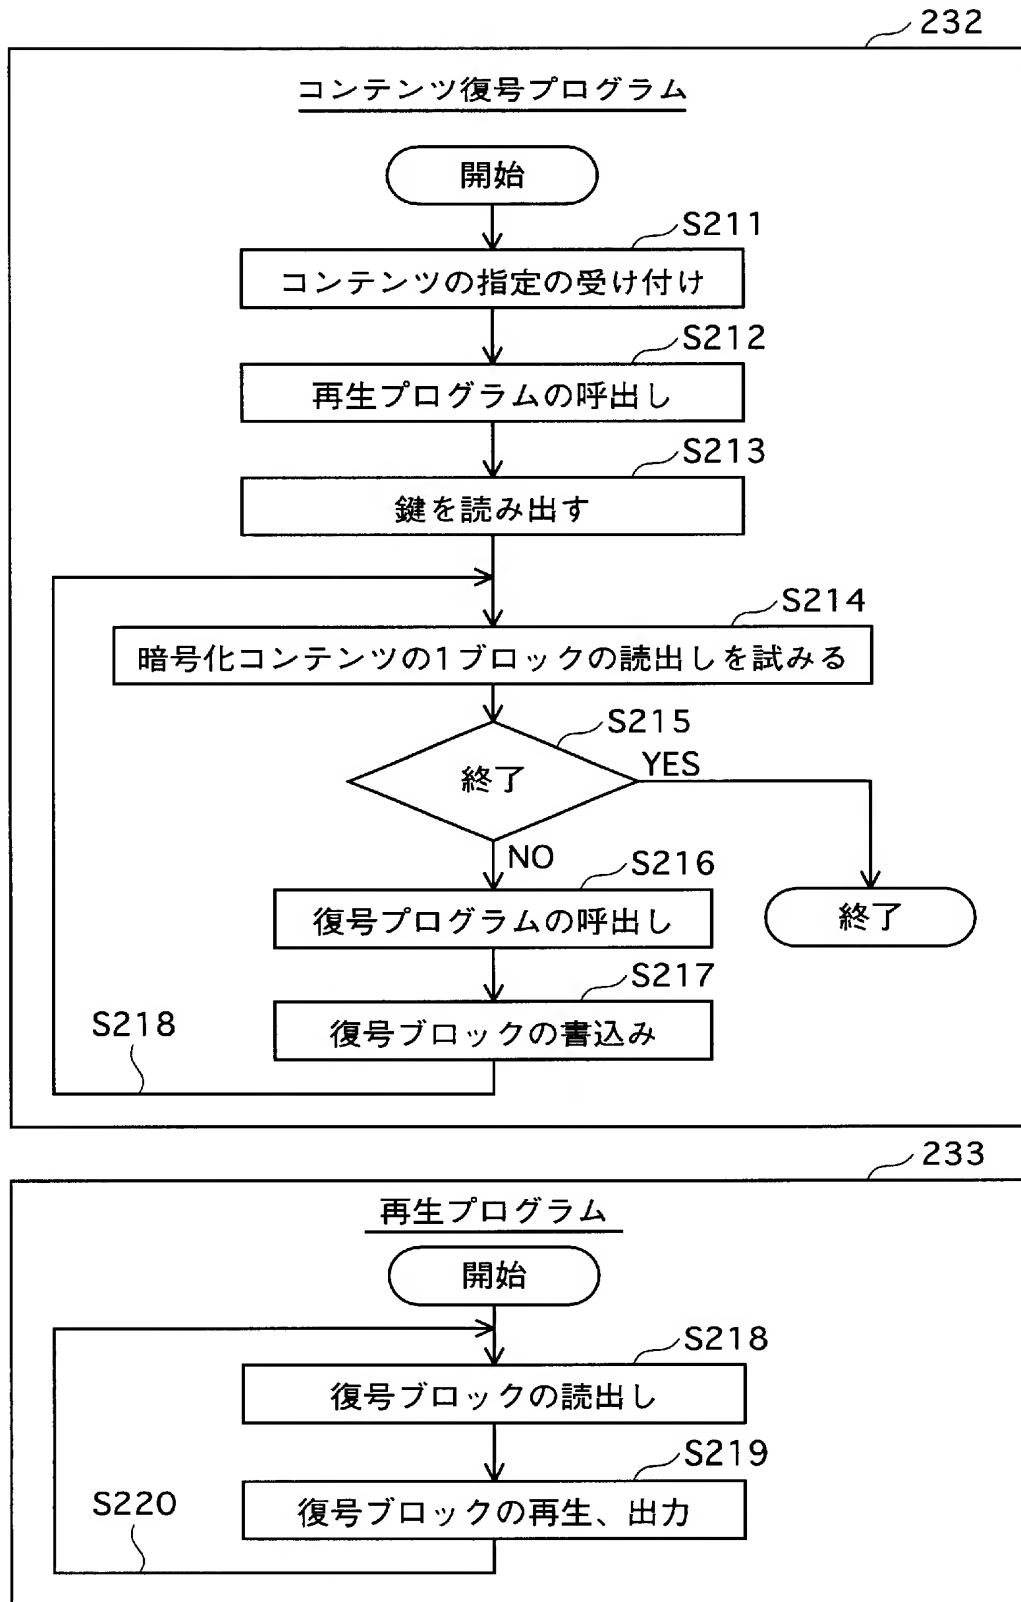 232
コンテンツ復号プログラム
開始
S211
コンテンツの指定の受け付け
S212
再生プログラムの呼出し
S213
鍵を読み出す
S214
暗号化コンテンツの1ブロックの読出しを試みる
S215
終了
YES
NO
S216
復号プログラムの呼出し
終了
S217
復号ブロックの書込み
S218
233
再生プログラム
開始
S218
復号ブロックの読出し
S219
復号ブロックの再生、出力
S220